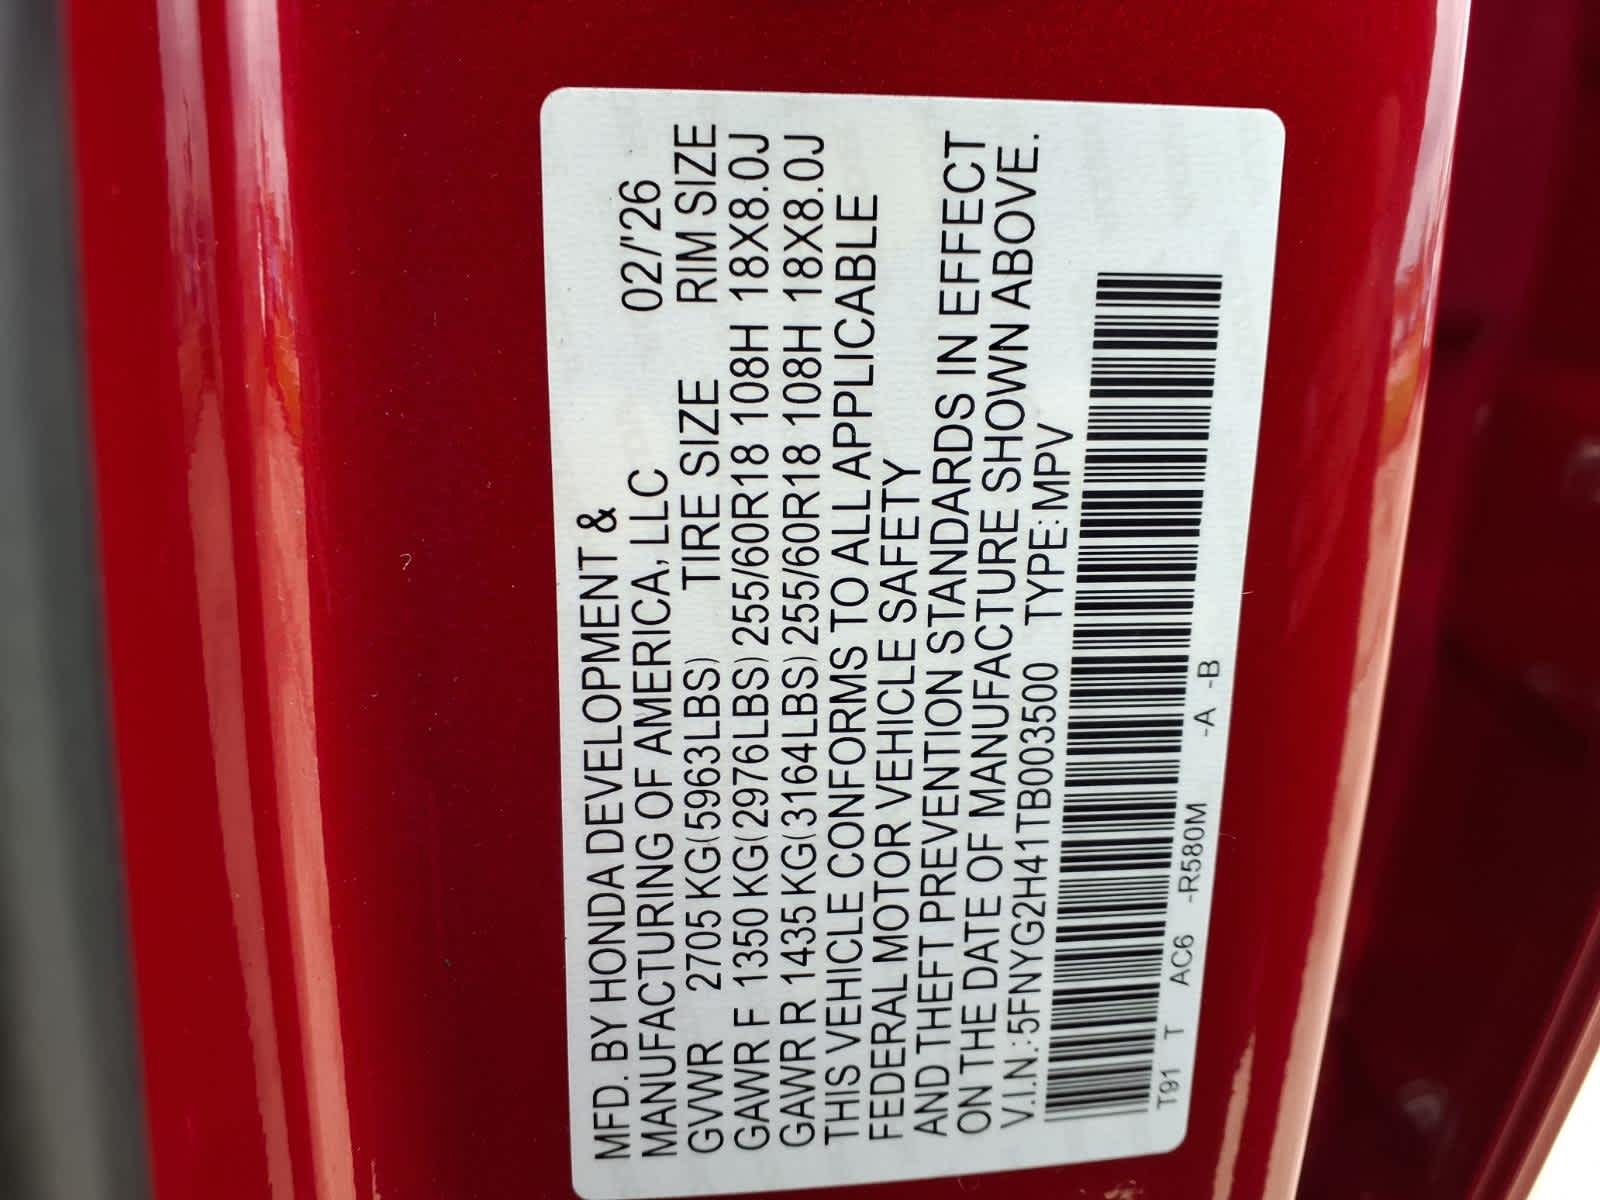 MFD. BY HONDA DEVELOPMENT &
MANUFACTURING OF AMERICA, LLC 02/'26
GVWR 2705 KG(5963LBS) TIRE SIZE RIM SIZE
GAWR F 1350 KG(2976LBS) 255/60R18 108H 18X8.0J
GAWR R 1435 KG(3164LBS) 255/60R18 108H 18X8.0J
THIS VEHICLE CONFORMS TO ALL APPLICABLE
FEDERAL MOTOR VEHICLE SAFETY
AND THEFT PREVENTION STANDARDS IN EFFECT
ON THE DATE OF MANUFACTURE SHOWN ABOVE.
V.I.N.:5FNYG2H41TB003500 TYPE:MPV
T91 T AC6 -R580M -A -B